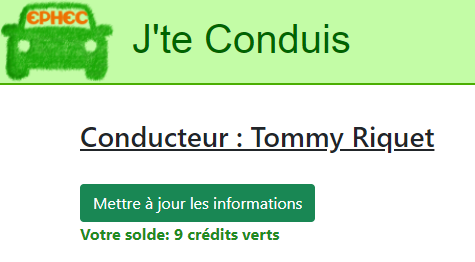 EPHEC
J'te Conduis
Conducteur : Tommy Riquet
Mettre à jour les informations
Votre solde: 9 crédits verts